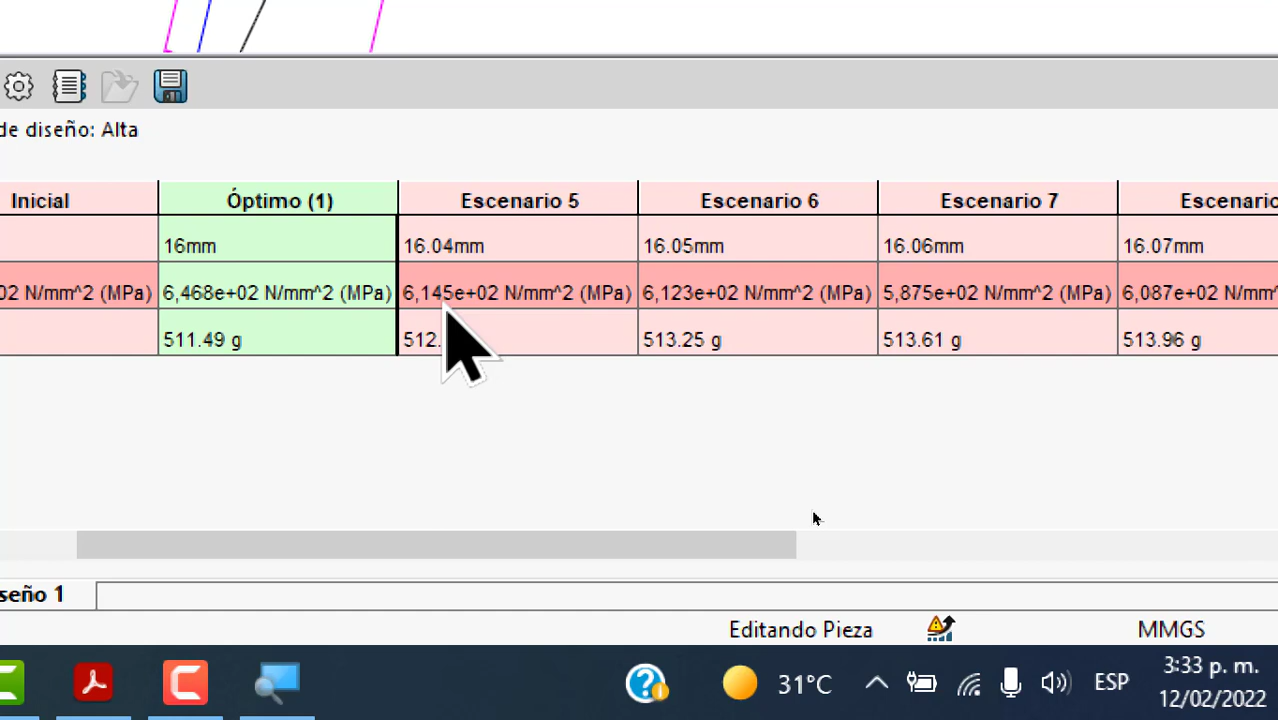 de diseño: Alta
Inicial Óptimo (1) Escenario 5 Escenario 6 Escenario 7 Escenario
16mm 16.04mm 16.05mm 16.06mm 16.07mm
02 N/mm^2 (MPa) 6,468e+02 N/mm^2 (MPa) 6,145e+02 N/mm^2 (MPa) 6,123e+02 N/mm^2 (MPa) 5,875e+02 N/mm^2 (MPa) 6,087e+02 N/mm^
511.49 g 512. 513.25 g 513.61 g 513.96 g
seño 1
Editando Pieza MMGS
31°C ESP 3:33 p. m.
12/02/2022